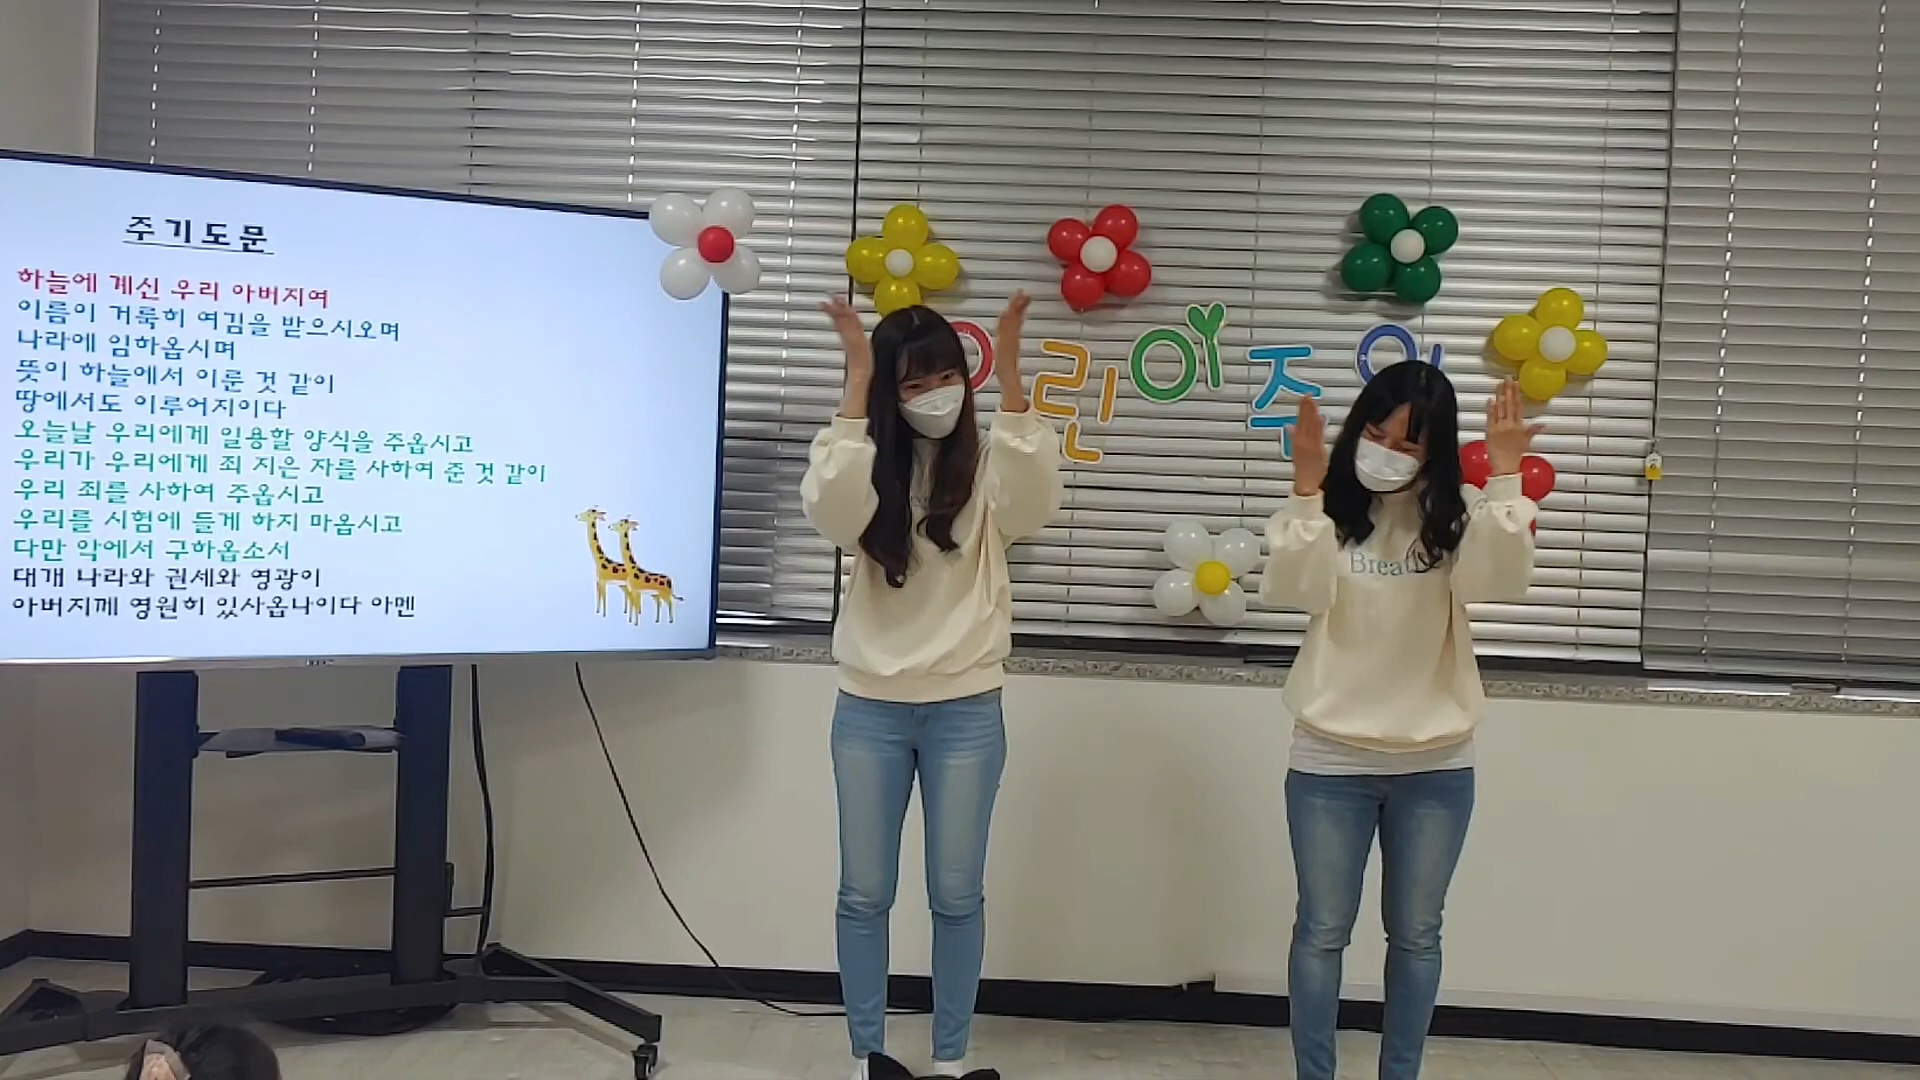 주기도문
하늘에 계신 우리 아버지여
이름이 거룩히 여김을 받으시오며
나라에 임하옵시며
뜻이 하늘에서 이룬 것 같이
땅에서도 이루어지이다
오늘날 우리에게 일용할 양식을 주옵시고
우리가 우리에게 죄 지은 자를 사하여 준 것 같이
우리 죄를 사하여 주옵시고
우리를 시험에 들게 하지 마옵시고
다만 악에서 구하옵소서
대개 나라와 권세와 영광이
아버지께 영원히 있사옵나이다 아멘
린이주